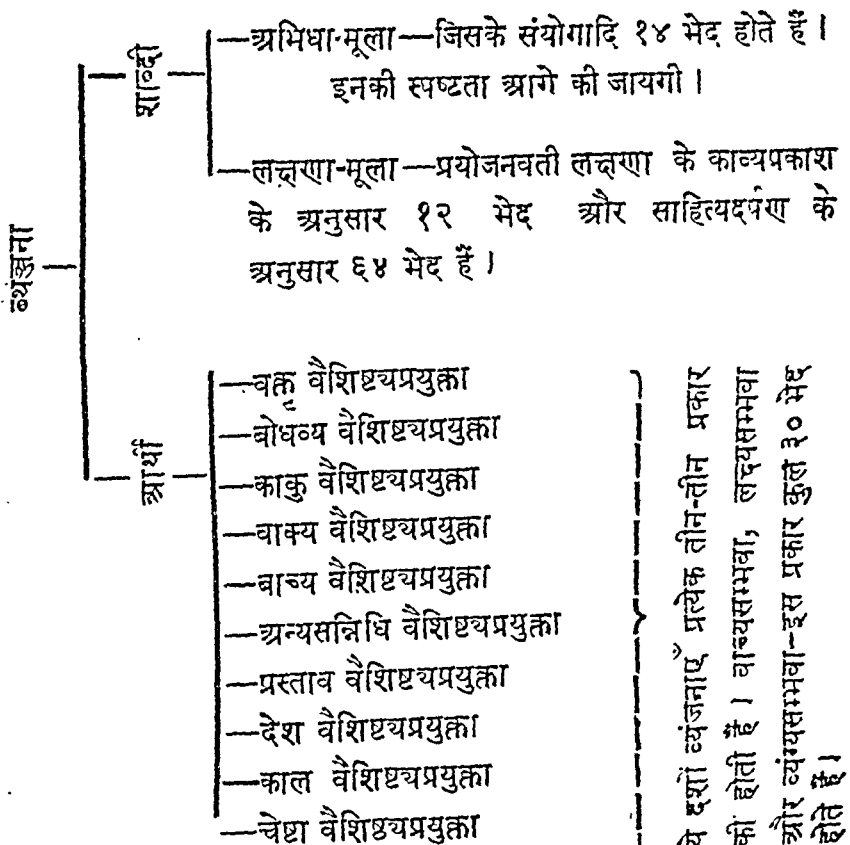 व्यञ्जना
शाब्दी
—अभिधा-मूला—जिसके संयोगादि १४ भेद होते हैं।
इनकी स्पष्टता आगे की जायगी।
—लक्षणा-मूला—प्रयोजनवती लक्षणा के काव्यप्रकाश
के अनुसार १२ भेद और साहित्यदर्पण के
अनुसार ६४ भेद हैं।
आर्थी
—वक्तृ वैशिष्ट्यप्रयुक्ता
—बोधव्य वैशिष्ट्यप्रयुक्ता
—काकु वैशिष्ट्यप्रयुक्ता
—वाक्य वैशिष्ट्यप्रयुक्ता
—वाच्य वैशिष्ट्यप्रयुक्ता
—अन्यसन्निधि वैशिष्ट्यप्रयुक्ता
—प्रस्ताव वैशिष्ट्यप्रयुक्ता
—देश वैशिष्ट्यप्रयुक्ता
—काल वैशिष्ट्यप्रयुक्ता
—चेष्टा वैशिष्ठ्यप्रयुक्ता
ये दशों व्यंजनाएँ प्रत्येक तीन-तीन प्रकार
की होती हैं। वाच्यसम्भवा, लक्ष्यसम्भवा
और व्यंग्यसम्भवा-इस प्रकार कुल ३० भेद
होते हैं।